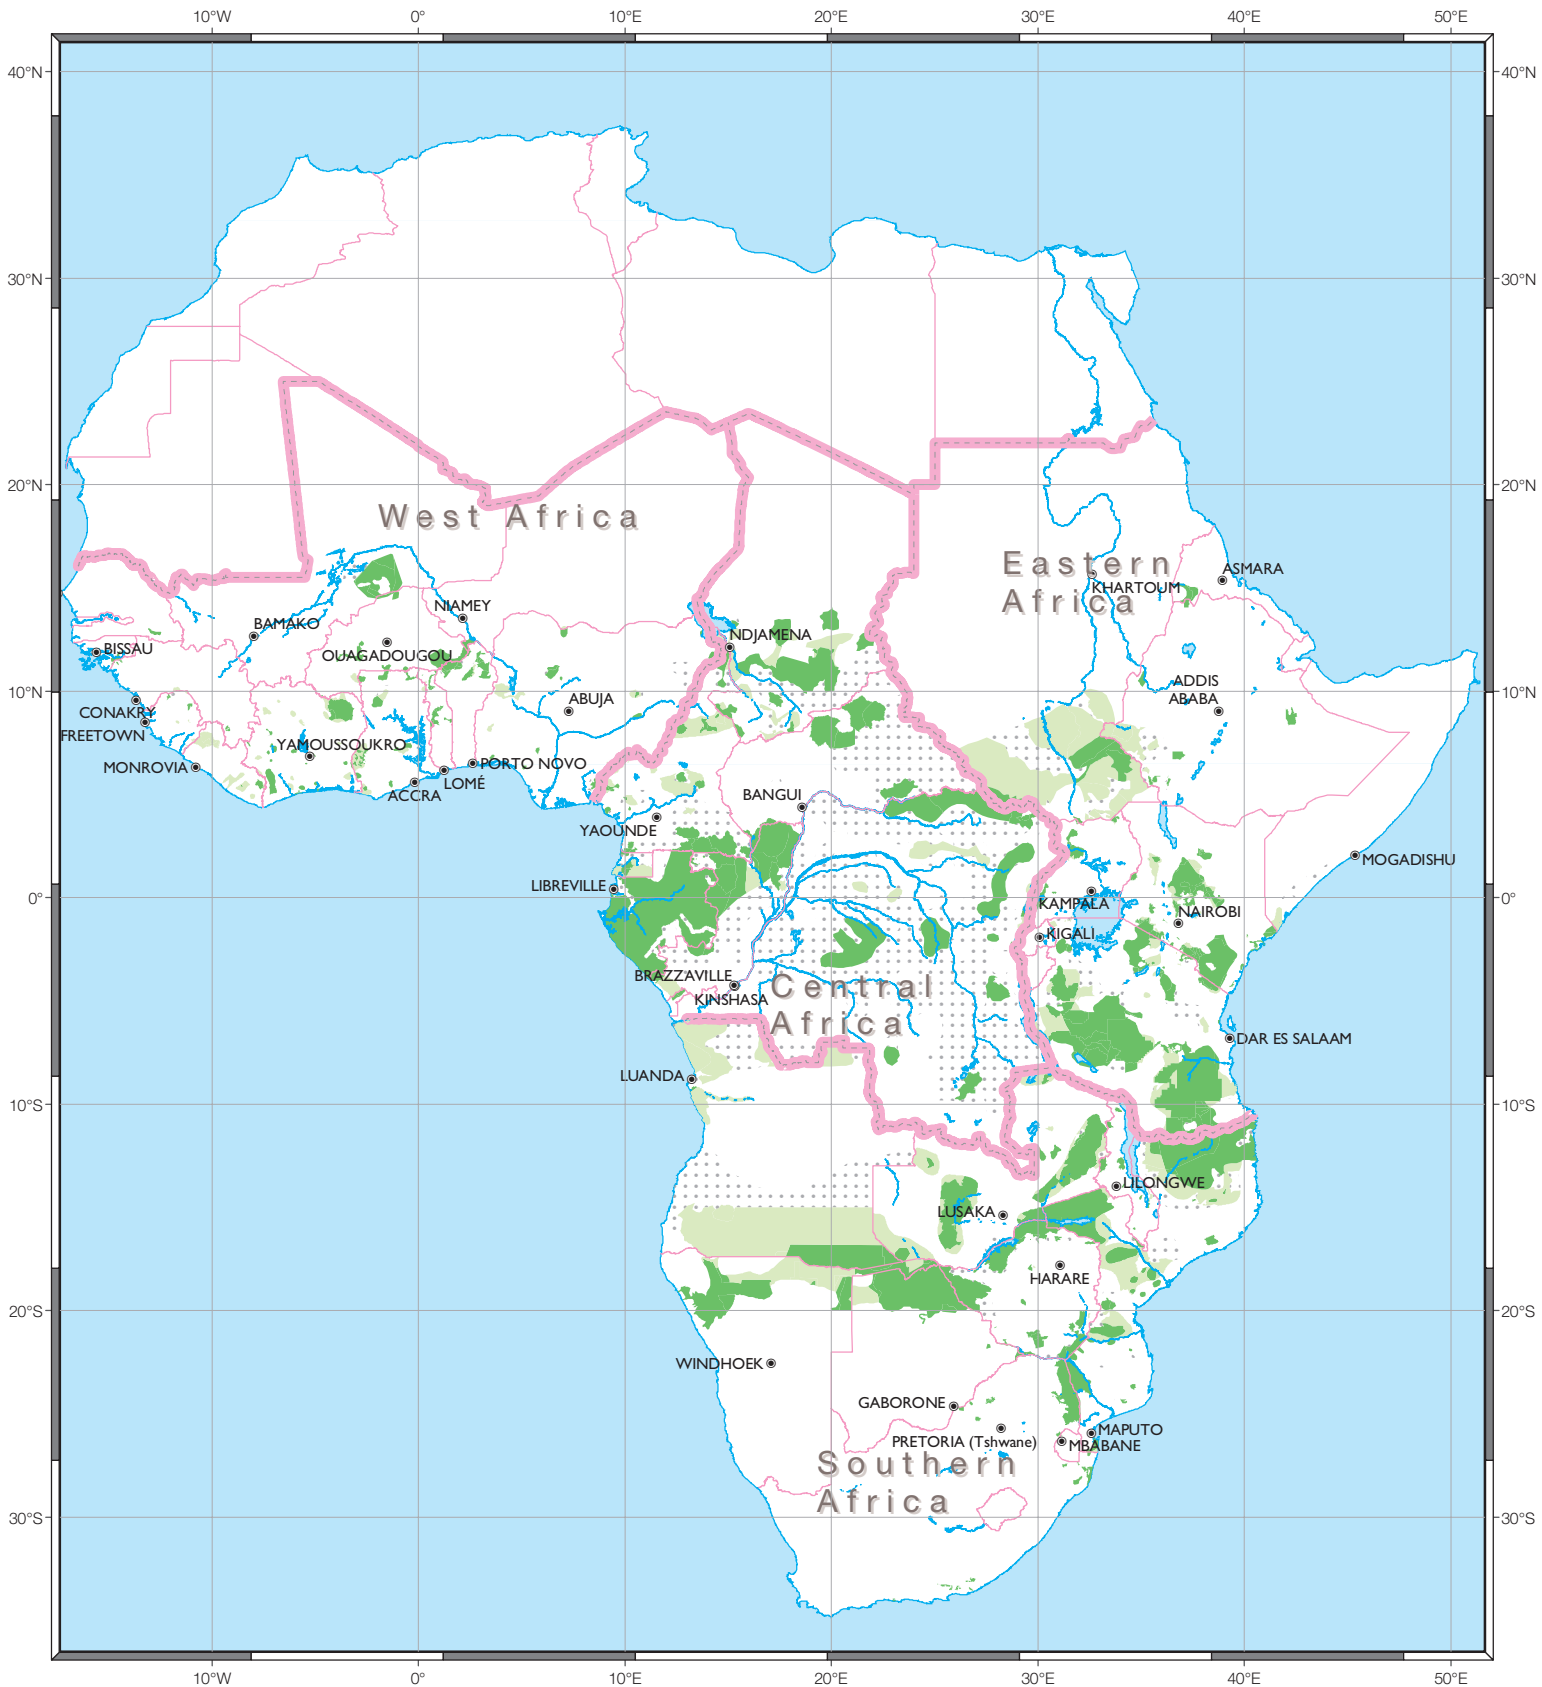 10°W 0° 10°E 20°E 30°E 40°E 50°E
40°N 40°N
30°N 30°N
20°N 20°N
West Africa
Eastern
Africa
ASMARA
KHARTOUM
NIAMEY
BAMAKO
NDJAMENA
BISSAU
OUAGADOUGOU
ADDIS
ABABA
10°N 10°N
ABUJA
CONAKRY
FREETOWN
YAMOUSSOUKRO
MONROVIA
PORTO NOVO
LOMÉ
ACCRA
BANGUI
YAOUNDE
MOGADISHU
LIBREVILLE
0° 0°
KAMPALA
NAIROBI
KIGALI
BRAZZAVILLE
KINSHASA
Central
Africa
DAR ES SALAAM
LUANDA
10°S 10°S
LILONGWE
LUSAKA
HARARE
20°S 20°S
WINDHOEK
GABORONE
MAPUTO
PRETORIA (Tshwane)
MBABANE
Southern
Africa
30°S 30°S
10°W 0° 10°E 20°E 30°E 40°E 50°E